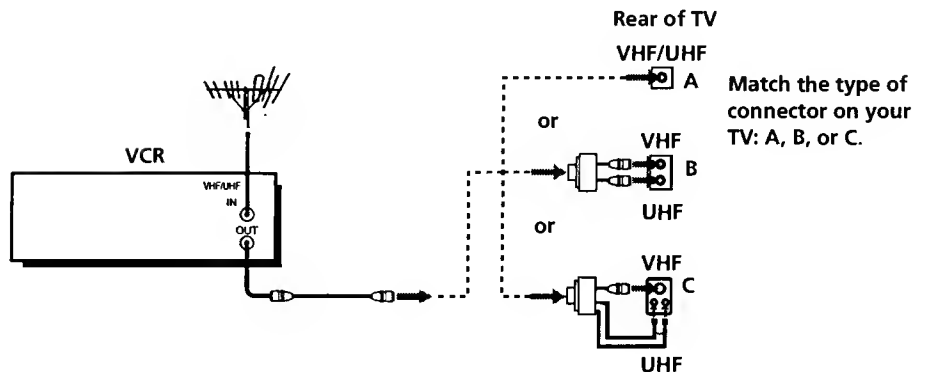 Rear of TV
VHF/UHF
A
Match the type of
connector on your
TV: A, B, or C.
or
VCR
VHF
B
VHF/UHF
IN
UHF
OUT
or
VHF
C
UHF